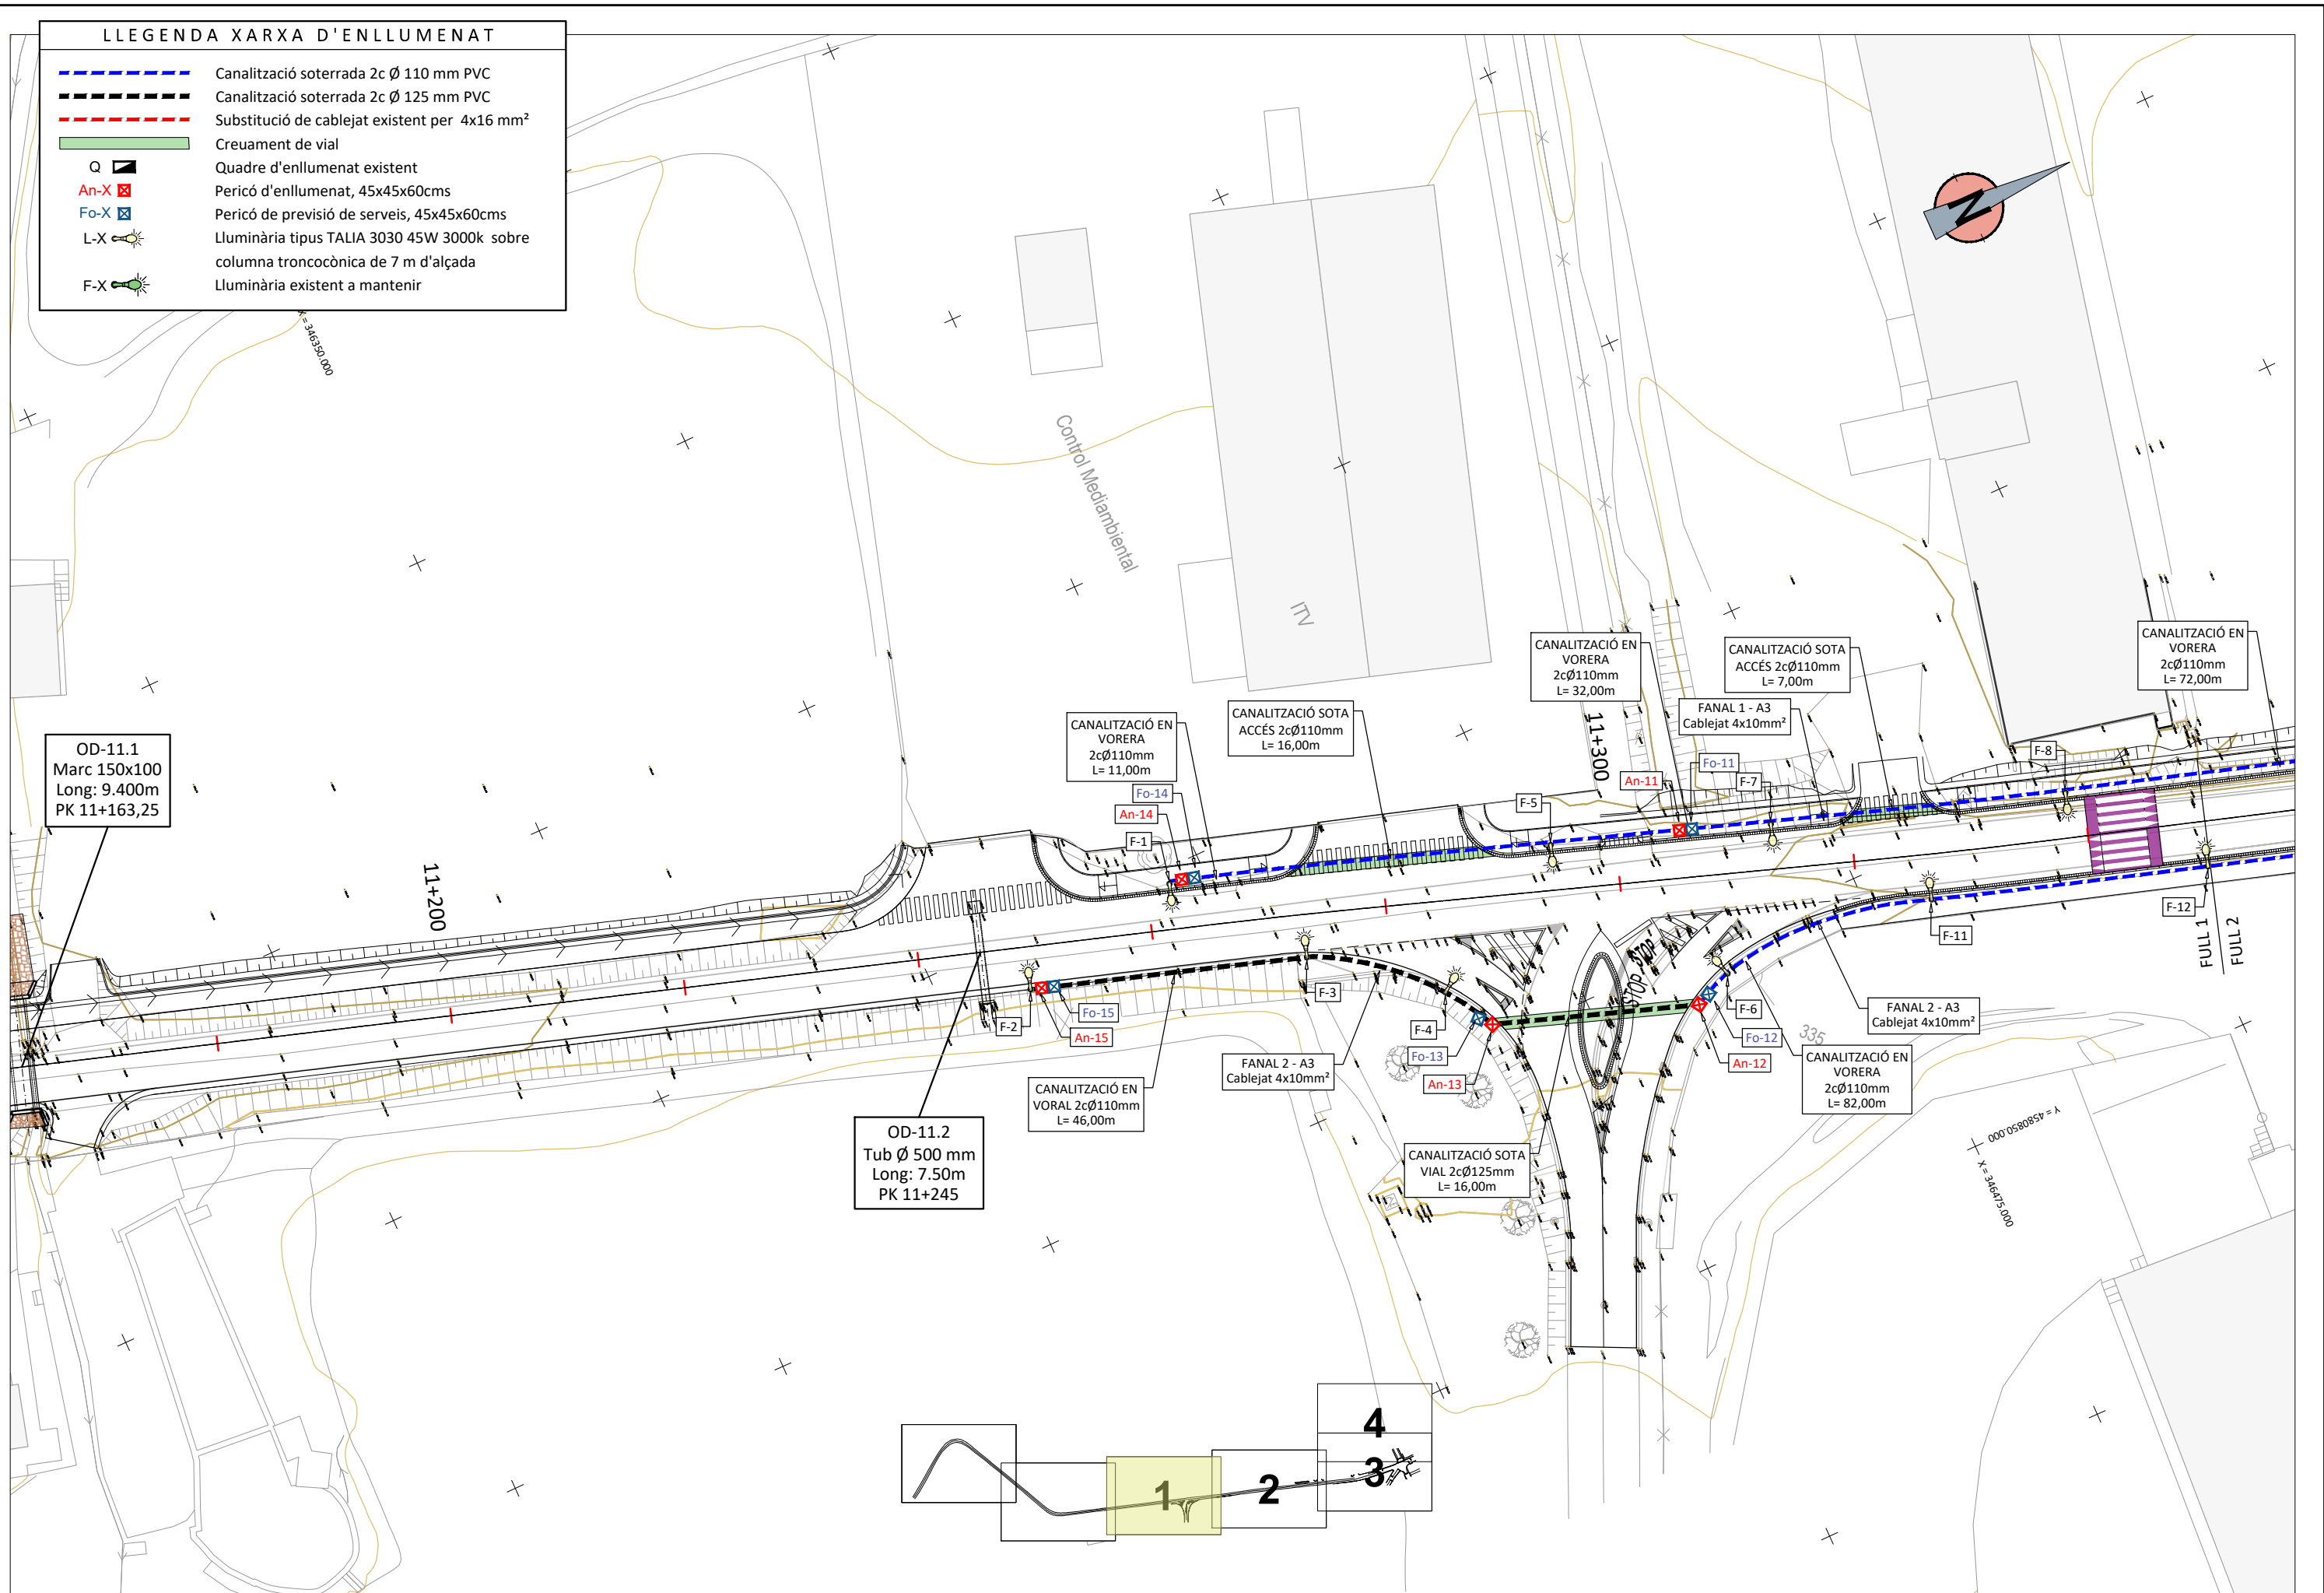 LLEGENDA XARXA D'ENLLUMENAT
Canalització soterrada 2c Ø 110 mm PVC
Canalització soterrada 2c Ø 125 mm PVC
Substitució de cablejat existent per 4x16 mm²
Creuament de vial
Q Quadre d'enllumenat existent
An-X Pericó d'enllumenat, 45x45x60cms
Fo-X Pericó de previsió de serveis, 45x45x60cms
L-X Lluminària tipus TALIA 3030 45W 3000k sobre
columna troncocònica de 7 m d'alçada
F-X Lluminària existent a mantenir
X = 346350.000
N
Control Mediambiental
ITV
OD-11.1
Marc 150x100
Long: 9.400m
PK 11+163,25
11+200
CANALITZACIÓ EN
VORERA
2cØ110mm
L= 11,00m
Fo-14
An-14
F-1
CANALITZACIÓ SOTA
ACCÉS 2cØ110mm
L= 16,00m
CANALITZACIÓ EN
VORERA
2cØ110mm
L= 32,00m
11+300
F-5
An-11
Fo-11
F-7
FANAL 1 - A3
Cablejat 4x10mm²
CANALITZACIÓ SOTA
ACCÉS 2cØ110mm
L= 7,00m
F-8
CANALITZACIÓ EN
VORERA
2cØ110mm
L= 72,00m
F-12
FULL 1
FULL 2
F-11
F-2
Fo-15
An-15
F-3
F-4
Fo-13
An-13
STOP
STOP
STOP
F-6
Fo-12
An-12
335
FANAL 2 - A3
Cablejat 4x10mm²
FANAL 2 - A3
Cablejat 4x10mm²
CANALITZACIÓ EN
VORAL 2cØ110mm
L= 46,00m
CANALITZACIÓ EN
VORERA
2cØ110mm
L= 82,00m
OD-11.2
Tub Ø 500 mm
Long: 7.50m
PK 11+245
CANALITZACIÓ SOTA
VIAL 2cØ125mm
L= 16,00m
Y = 4580850.000
X = 346475.000
1
2
3
4